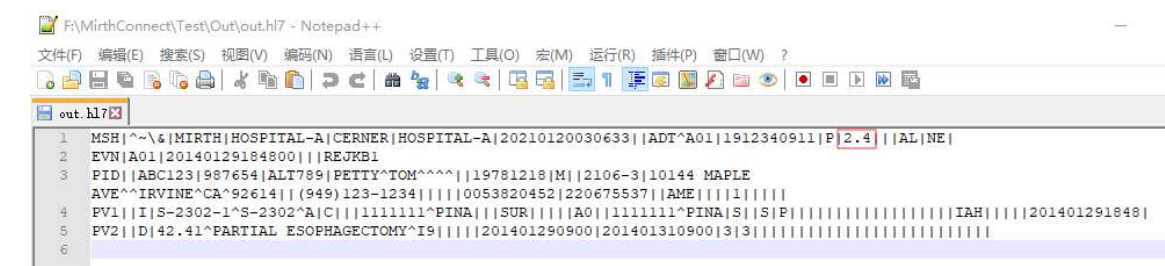 F:\MirthConnect\Test\Out\out.hl7 - Notepad++
文件(F) 编辑(E) 搜索(S) 视图(V) 编码(N) 语言(L) 设置(T) 工具(O) 宏(M) 运行(R) 插件(P) 窗口(W) ?
out.hl7
1 MSH|^~\&|MIRTH|HOSPITAL-A|CERNER|HOSPITAL-A|20210120030633||ADT^A01|1912340911|P|2.4|||AL|NE|
2 EVN|A01|20140129184800|||REJKB1
3 PID||ABC123|987654|ALT789|PETTY^TOM^^^^||19781218|M||2106-3|10144 MAPLE
AVE^^IRVINE^CA^92614||(949)123-1234|||||0053820452|220675537||AME||||1|||||
4 PV1||I|S-2302-1^S-2302^A|C|||1111111^PINA|||SUR|||||A0||1111111^PINA|S||S|P|||||||||||||||||||IAH|||||201401291848|
5 PV2||D|42.41^PARTIAL ESOPHAGECTOMY^I9|||||201401290900|201401310900|3|3||||||||||||||||||||||||||
6